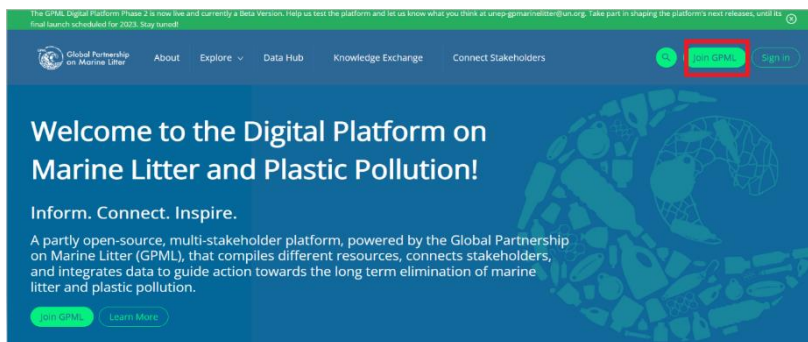 The GPML Digital Platform Phase 2 is now live and currently a Beta Version. Help us test the platform and let us know what you think at unep-gpmarinelitter@un.org. Take part in shaping the platform's next releases, until its
final launch scheduled for 2023. Stay tuned!
Global Partnership
on Marine Litter
About Explore Data Hub Knowledge Exchange Connect Stakeholders Join GPML Sign in
Welcome to the Digital Platform on
Marine Litter and Plastic Pollution!
Inform. Connect. Inspire.
A partly open-source, multi-stakeholder platform, powered by the Global Partnership
on Marine Litter (GPML), that compiles different resources, connects stakeholders,
and integrates data to guide action towards the long term elimination of marine
litter and plastic pollution.
Join GPML Learn More